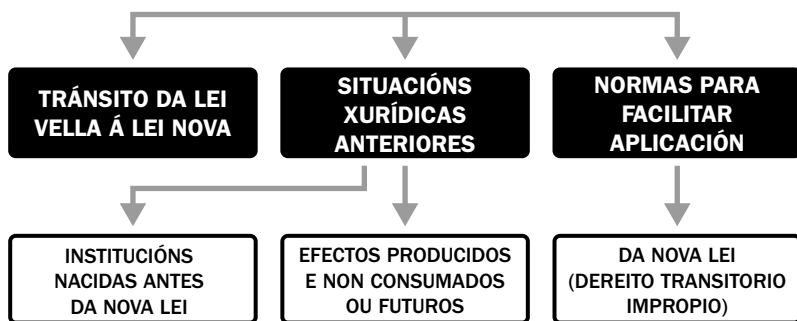 TRÁNSITO DA LEI
VELLA Á LEI NOVA
SITUACIÓNS
XURÍDICAS
ANTERIORES
NORMAS PARA
FACILITAR
APLICACIÓN
INSTITUCIÓNS
NACIDAS ANTES
DA NOVA LEI
EFECTOS PRODUCIDOS
E NON CONSUMADOS
OU FUTUROS
DA NOVA LEI
(DEREITO TRANSITORIO
IMPROPIO)